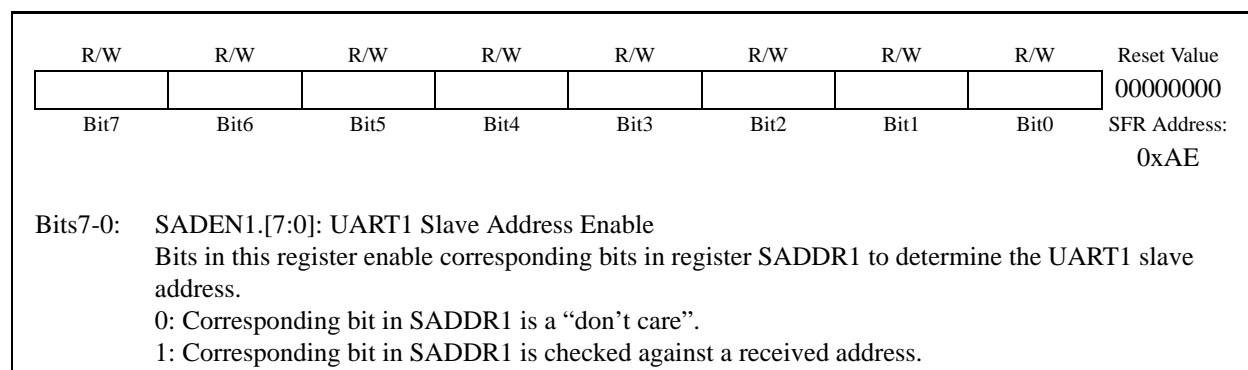 R/W R/W R/W R/W R/W R/W R/W R/W Reset Value
00000000
Bit7 Bit6 Bit5 Bit4 Bit3 Bit2 Bit1 Bit0 SFR Address:
0xAE
Bits7-0: SADEN1.[7:0]: UART1 Slave Address Enable
Bits in this register enable corresponding bits in register SADDR1 to determine the UART1 slave
address.
0: Corresponding bit in SADDR1 is a “don’t care”.
1: Corresponding bit in SADDR1 is checked against a received address.